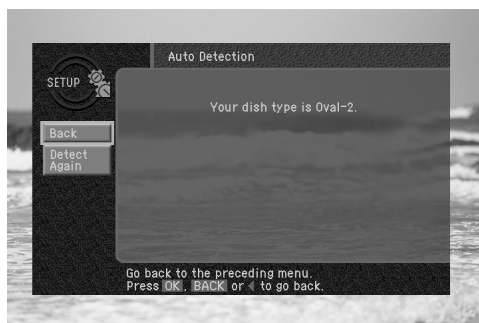 Auto Detection
SETUP
Your dish type is Oval-2.
Back
Detect
Again
Go back to the preceding menu.
Press OK, BACK or ◀ to go back.